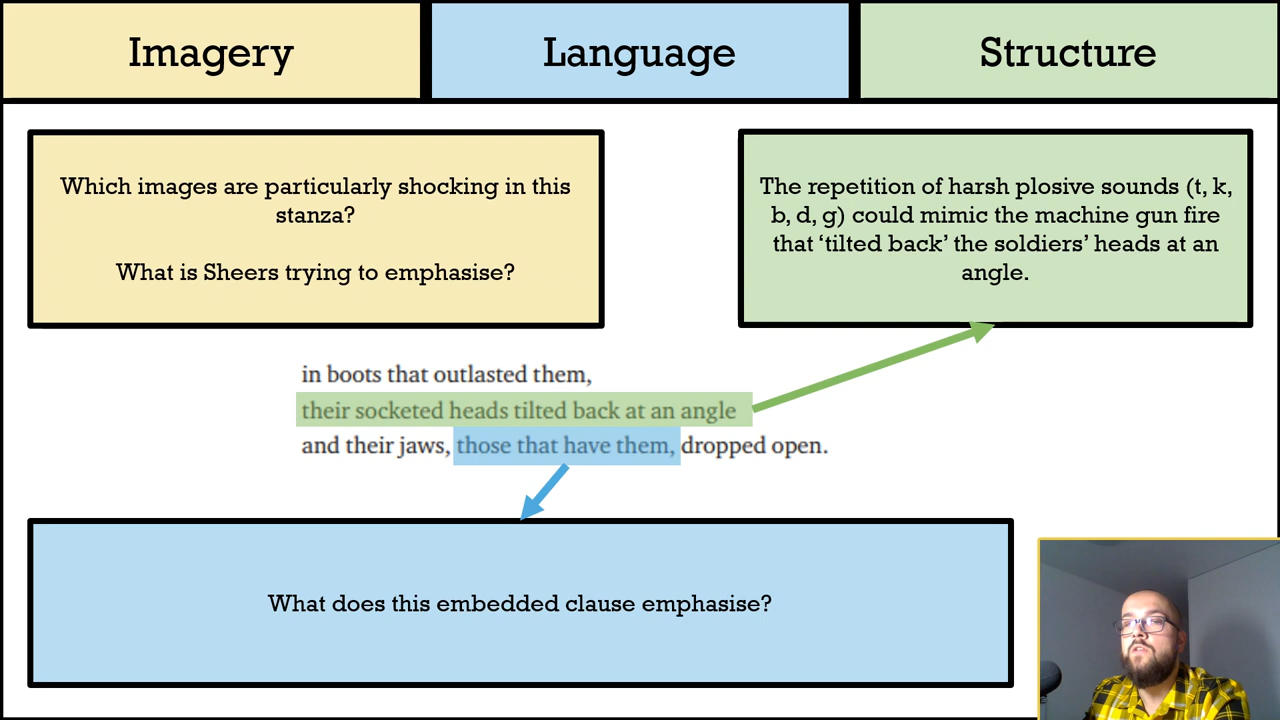 Imagery
Language
Structure
Which images are particularly shocking in this
stanza?
What is Sheers trying to emphasise?
The repetition of harsh plosive sounds (t, k,
b, d, g) could mimic the machine gun fire
that ‘tilted back’ the soldiers’ heads at an
angle.
in boots that outlasted them,
their socketed heads tilted back at an angle
and their jaws, those that have them, dropped open.
What does this embedded clause emphasise?